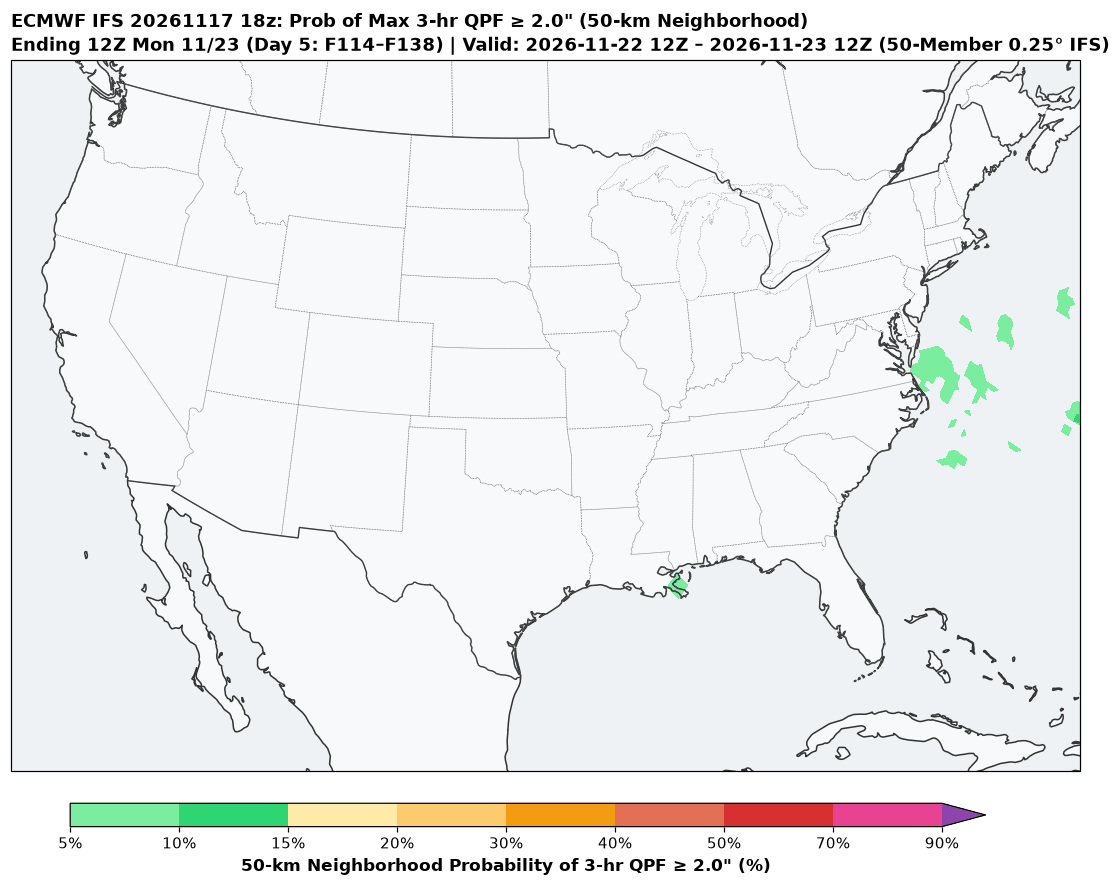 ECMWF IFS 20261117 18z: Prob of Max 3-hr QPF ≥ 2.0" (50-km Neighborhood)
Ending 12Z Mon 11/23 (Day 5: F114–F138) | Valid: 2026-11-22 12Z – 2026-11-23 12Z (50-Member 0.25° IFS)
5% 10% 15% 20% 30% 40% 50% 70% 90%
50-km Neighborhood Probability of 3-hr QPF ≥ 2.0" (%)